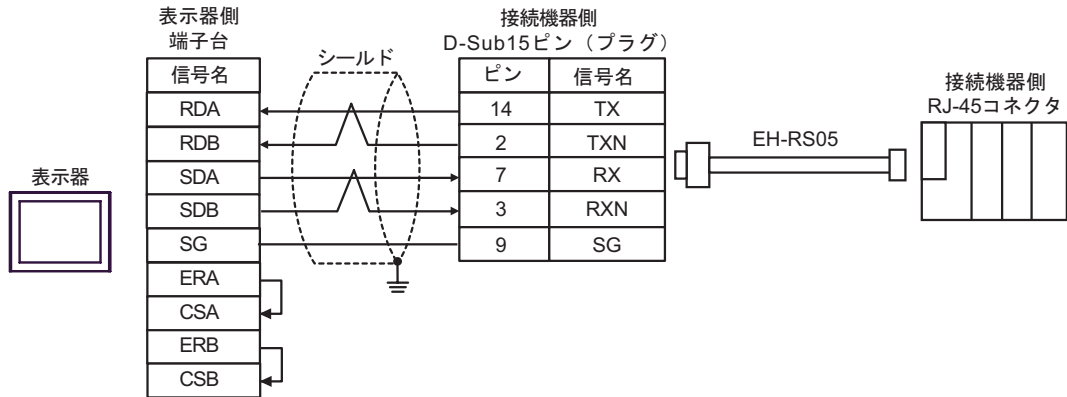 表示器側
端子台
信号名
RDA
RDB
SDA
SDB
SG
ERA
CSA
ERB
CSB
表示器
シールド
接続機器側
D-Sub15ピン（プラグ）
ピン 信号名
14 TX
2 TXN
7 RX
3 RXN
9 SG
EH-RS05
接続機器側
RJ-45コネクタ